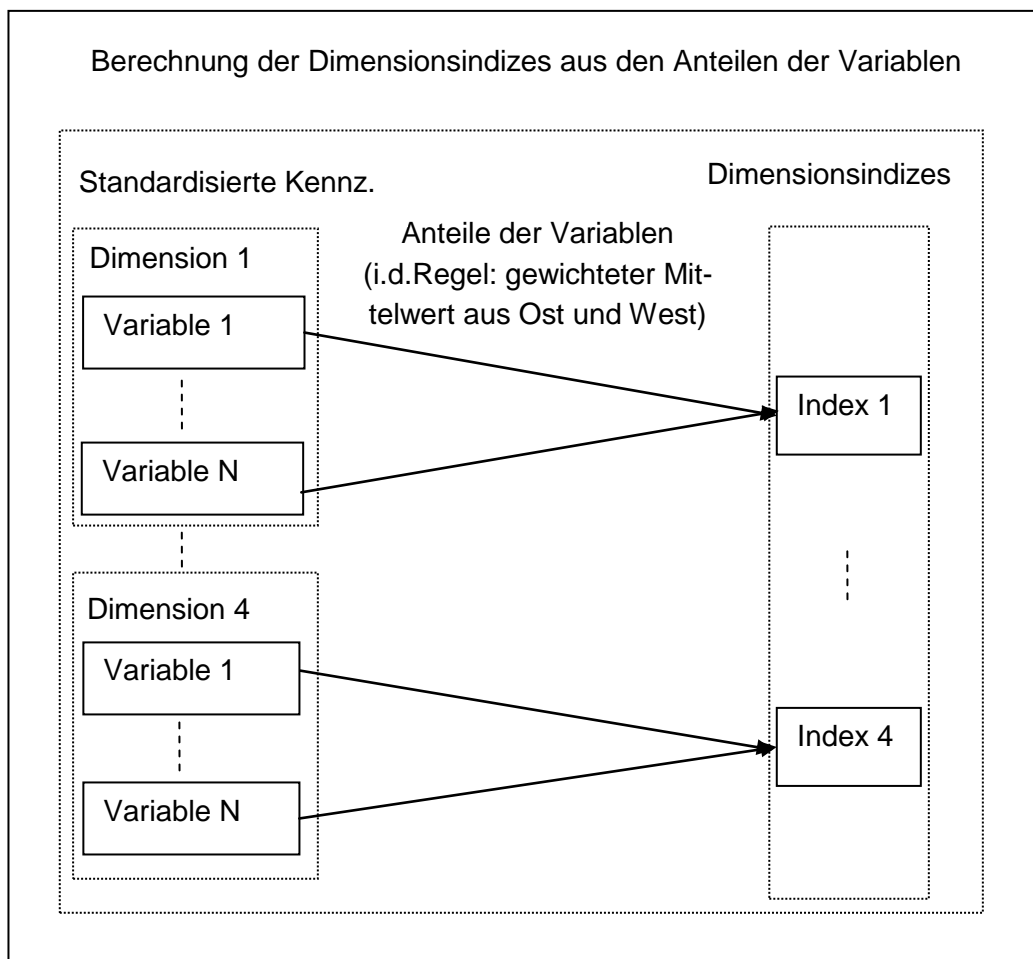 Berechnung der Dimensionsindizes aus den Anteilen der Variablen
Standardisierte Kennz.
Dimensionsindizes
Anteile der Variablen
(i.d.Regel: gewichteter Mit-
telwert aus Ost und West)
Dimension 1
Variable 1
Variable N
Index 1
Dimension 4
Variable 1
Variable N
Index 4